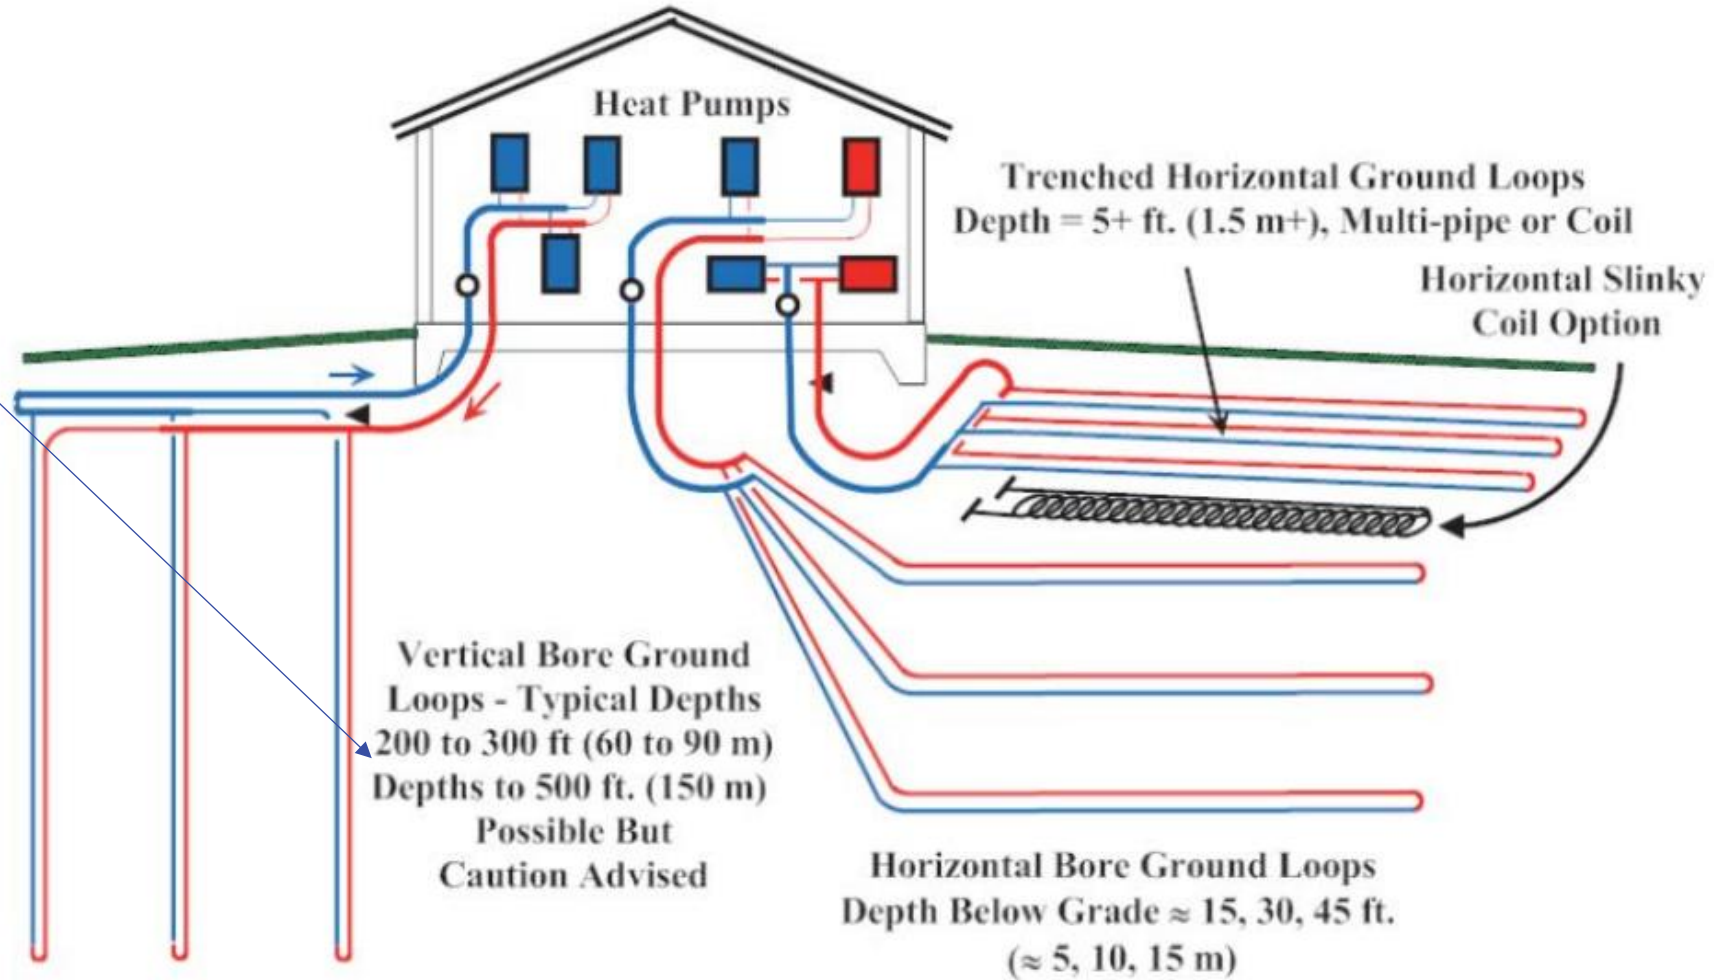 Heat Pumps
Trenched Horizontal Ground Loops
Depth = 5+ ft. (1.5 m+), Multi-pipe or Coil
Horizontal Slinky
Coil Option
Vertical Bore Ground
Loops - Typical Depths
200 to 300 ft (60 to 90 m)
Depths to 500 ft. (150 m)
Possible But
Caution Advised
Horizontal Bore Ground Loops
Depth Below Grade ≈ 15, 30, 45 ft.
(≈ 5, 10, 15 m)